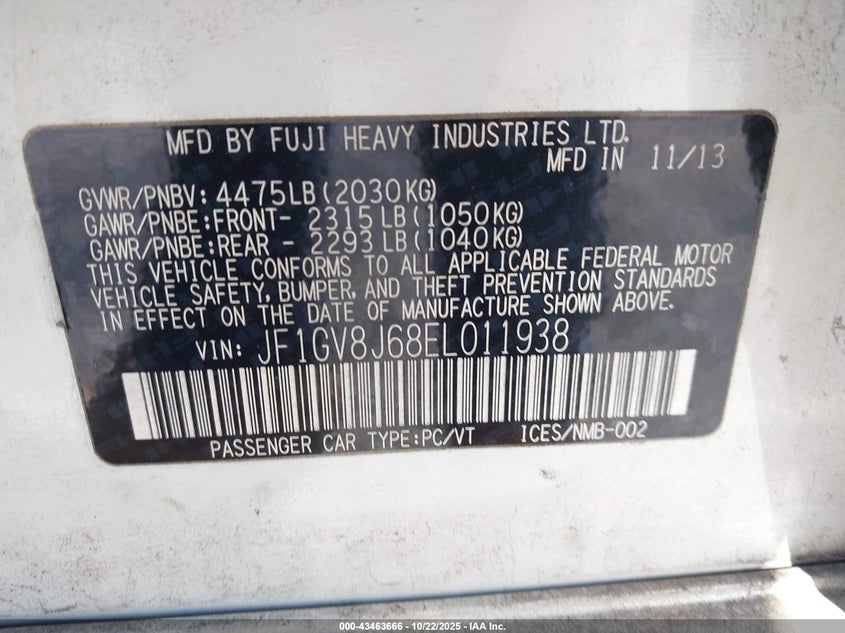 MFD BY FUJI HEAVY INDUSTRIES LTD.
MFD IN 11/13
GVWR/PNBV: 4475LB(2030KG)
GAWR/PNBE:FRONT- 2315LB(1050KG)
GAWR/PNBE:REAR - 2293LB(1040KG)
THIS VEHICLE CONFORMS TO ALL APPLICABLE FEDERAL MOTOR
VEHICLE SAFETY, BUMPER, AND THEFT PREVENTION STANDARDS
IN EFFECT ON THE DATE OF MANUFACTURE SHOWN ABOVE.
VIN: JF1GV8J68EL011938
PASSENGER CAR TYPE:PC/VT ICES/NMB-002
000-43463666 - 10/22/2025 - IAA Inc.